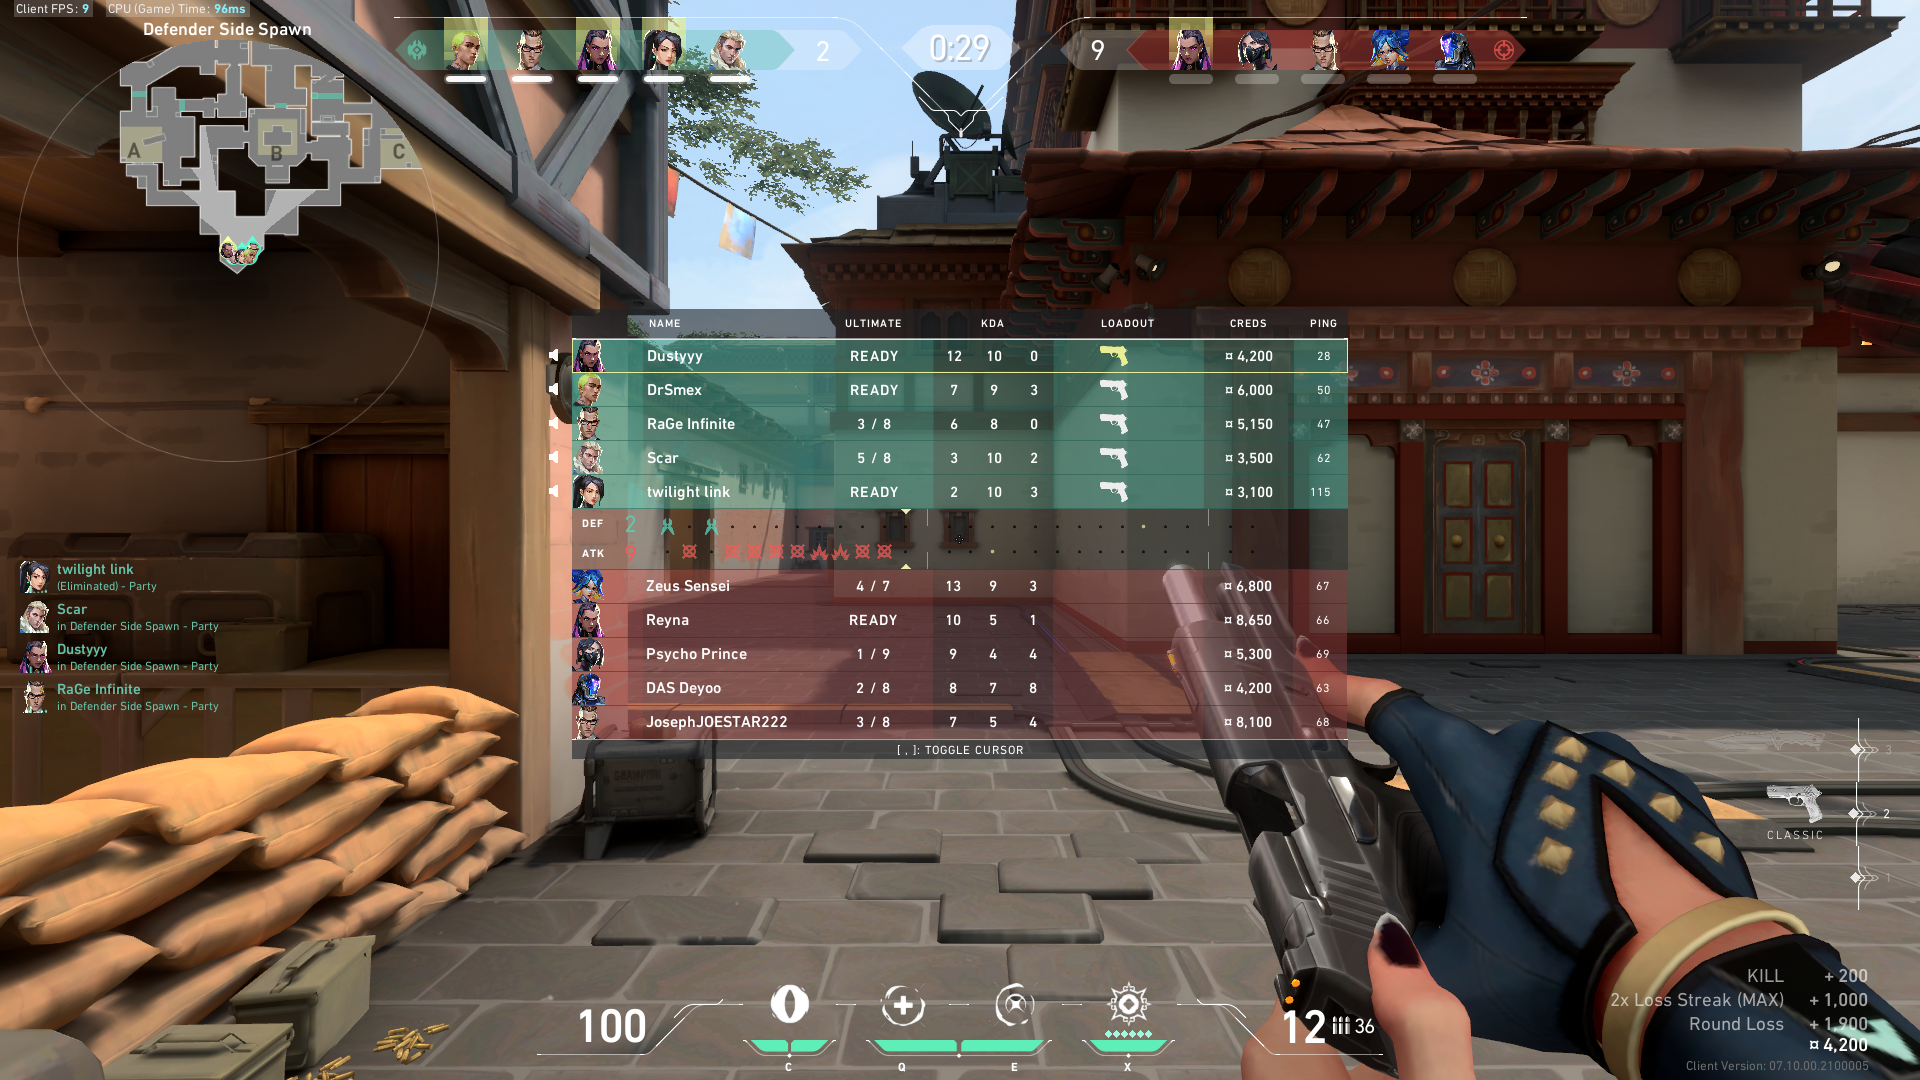 Client FPS: 9 CPU (Game) Time: 96ms
Defender Side Spawn
2
0:29
9
A
B
C
NAME ULTIMATE KDA LOADOUT CREDS PING
Dustyyy READY 12 10 0 ¤ 4,200 28
DrSmex READY 7 9 3 ¤ 6,000 50
RaGe Infinite 3 / 8 6 8 0 ¤ 5,150 47
Scar 5 / 8 3 10 2 ¤ 3,500 62
twilight link READY 2 10 3 ¤ 3,100 115
DEF 2
ATK 9
Zeus Sensei 4 / 7 13 9 3 ¤ 6,800 67
Reyna READY 10 5 1 ¤ 8,650 66
Psycho Prince 1 / 9 9 4 4 ¤ 5,300 69
DAS Deyoo 2 / 8 8 7 8 ¤ 4,200 63
JosephJOESTAR222 3 / 8 7 5 4 ¤ 8,100 68
[ , ]: TOGGLE CURSOR
twilight link
(Eliminated) - Party
Scar
in Defender Side Spawn - Party
Dustyyy
in Defender Side Spawn - Party
RaGe Infinite
in Defender Side Spawn - Party
3
2
CLASSIC
1
100
C
Q
E
X
12 36
KILL + 200
2x Loss Streak (MAX) + 1,000
Round Loss + 1,900
¤ 4,200
Client Version: 07.10.00.2100005